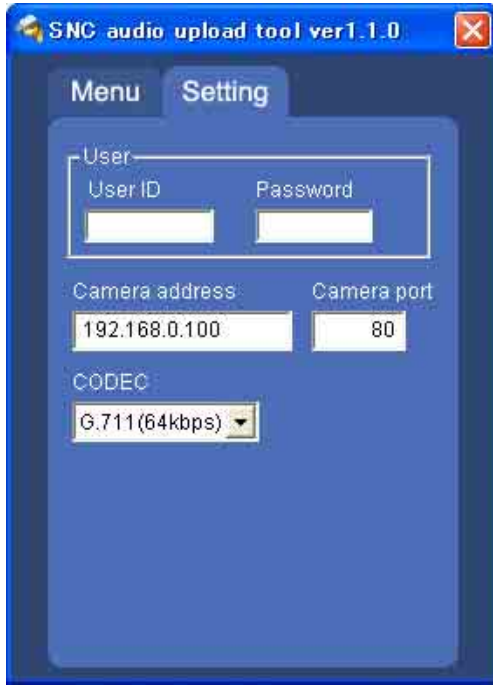 SNC audio upload tool ver1.1.0
Menu Setting
User
User ID Password
Camera address Camera port
192.168.0.100 80
CODEC
G.711(64kbps)